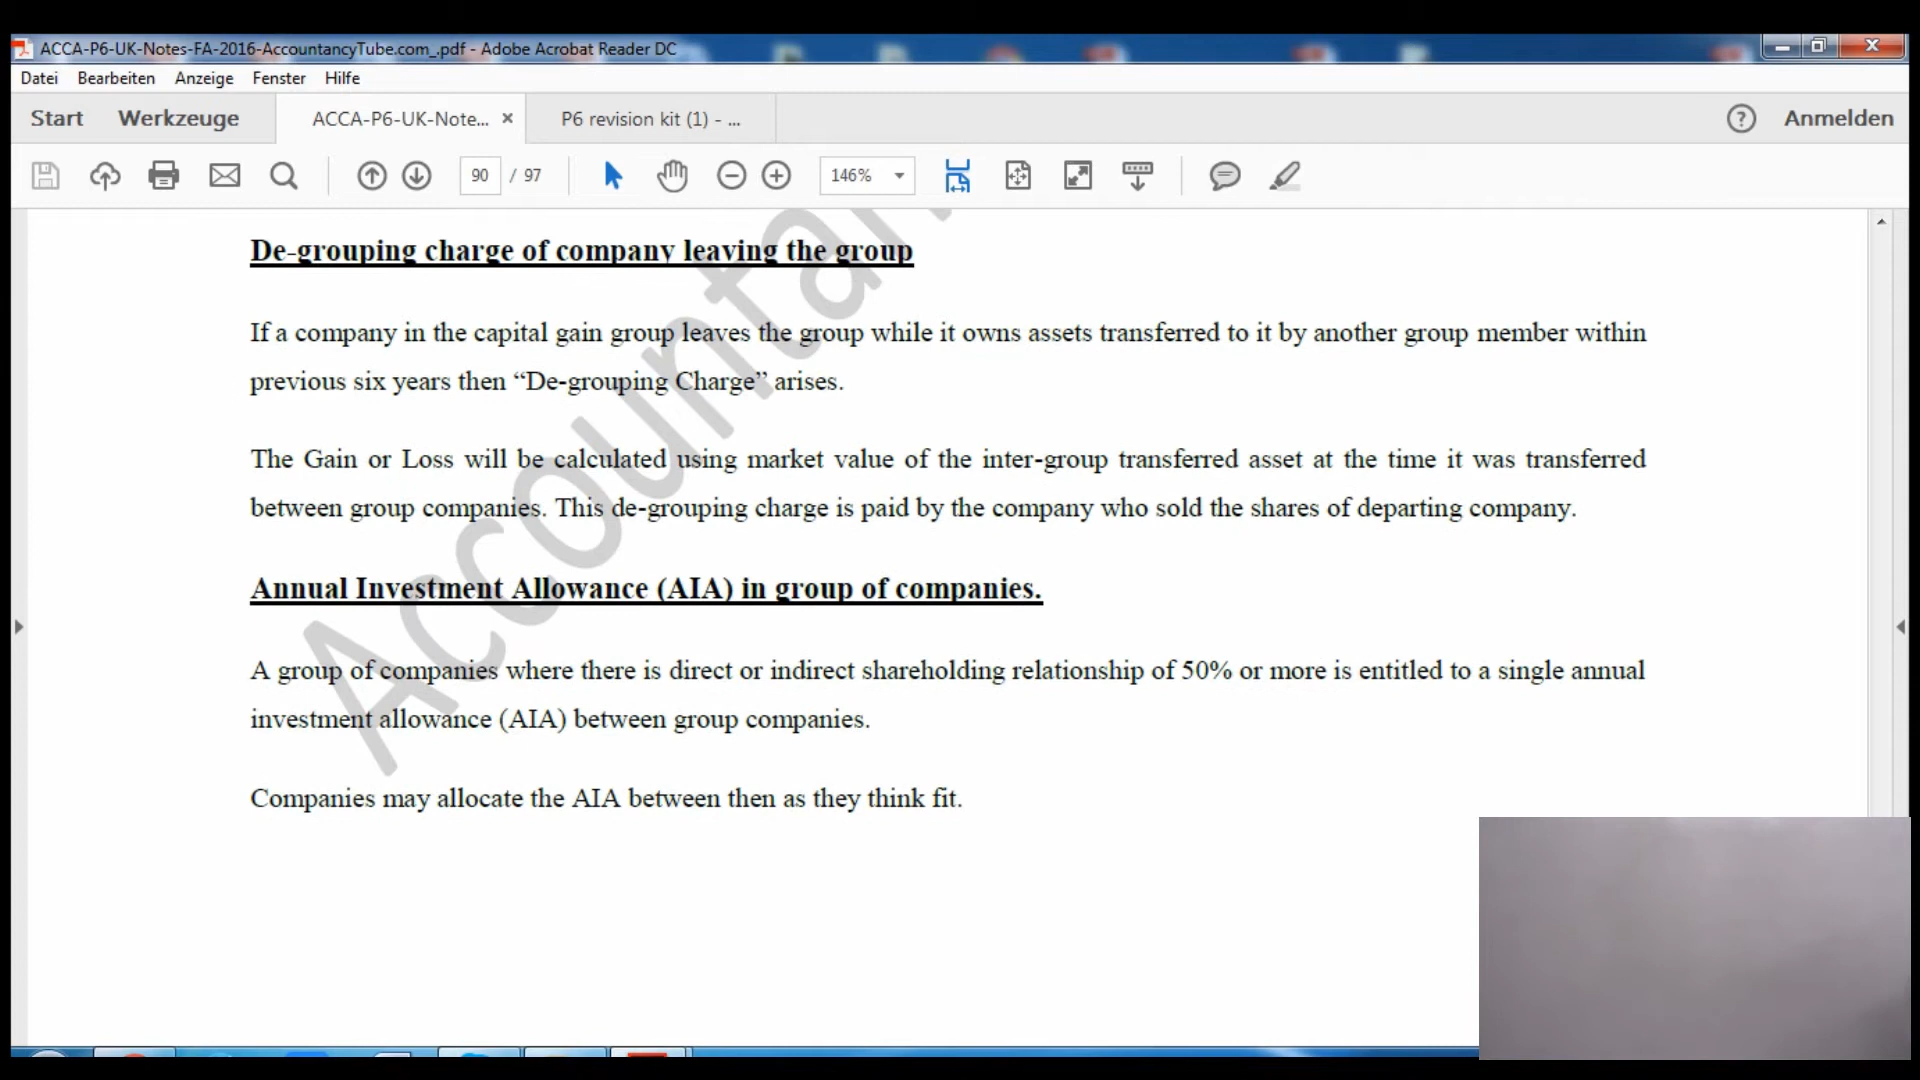 ACCA-P6-UK-Notes-FA-2016-AccountancyTube.com_.pdf - Adobe Acrobat Reader DC
Datei Bearbeiten Anzeige Fenster Hilfe
Start Werkzeuge ACCA-P6-UK-Note... × P6 revision kit (1) - ... ? Anmelden
90 / 97 146%
De-grouping charge of company leaving the group
If a company in the capital gain group leaves the group while it owns assets transferred to it by another group member within
previous six years then “De-grouping Charge” arises.
The Gain or Loss will be calculated using market value of the inter-group transferred asset at the time it was transferred
between group companies. This de-grouping charge is paid by the company who sold the shares of departing company.
Annual Investment Allowance (AIA) in group of companies.
A group of companies where there is direct or indirect shareholding relationship of 50% or more is entitled to a single annual
investment allowance (AIA) between group companies.
Companies may allocate the AIA between then as they think fit.
Accountan